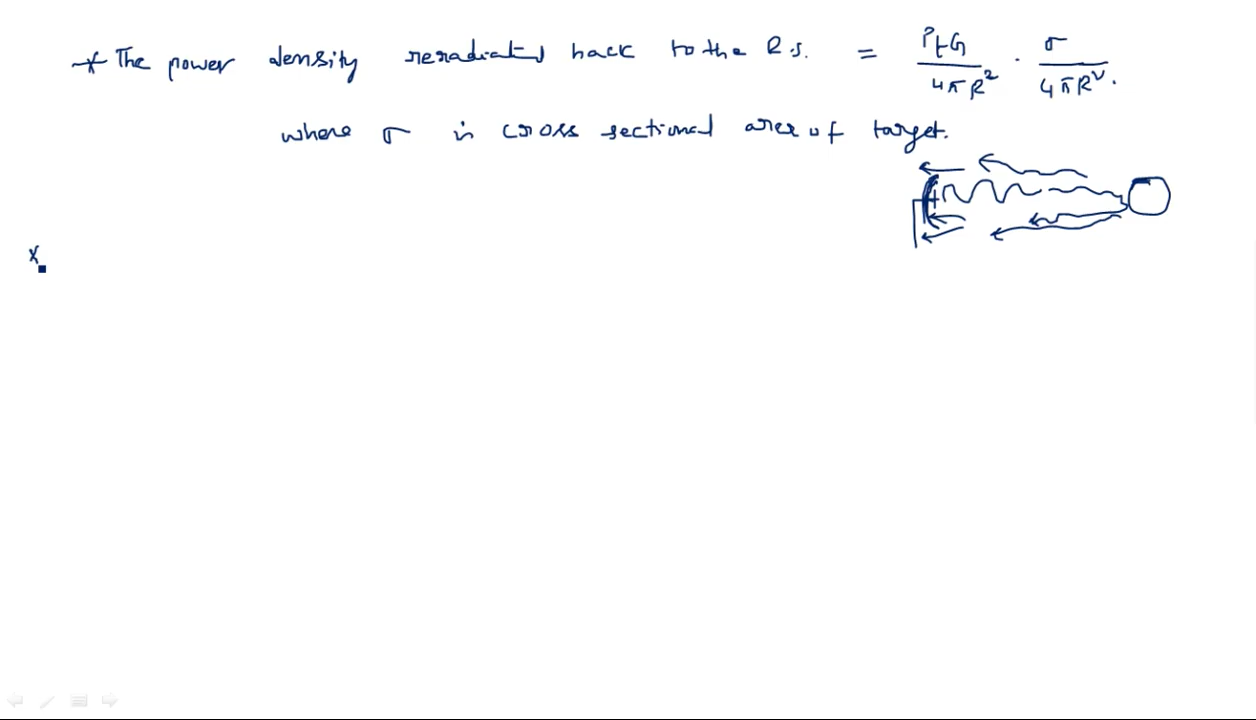 * The power density reradiated back to the R.S. = PtG / 4πR² · σ / 4πR².
where σ is cross sectional area of target.
x